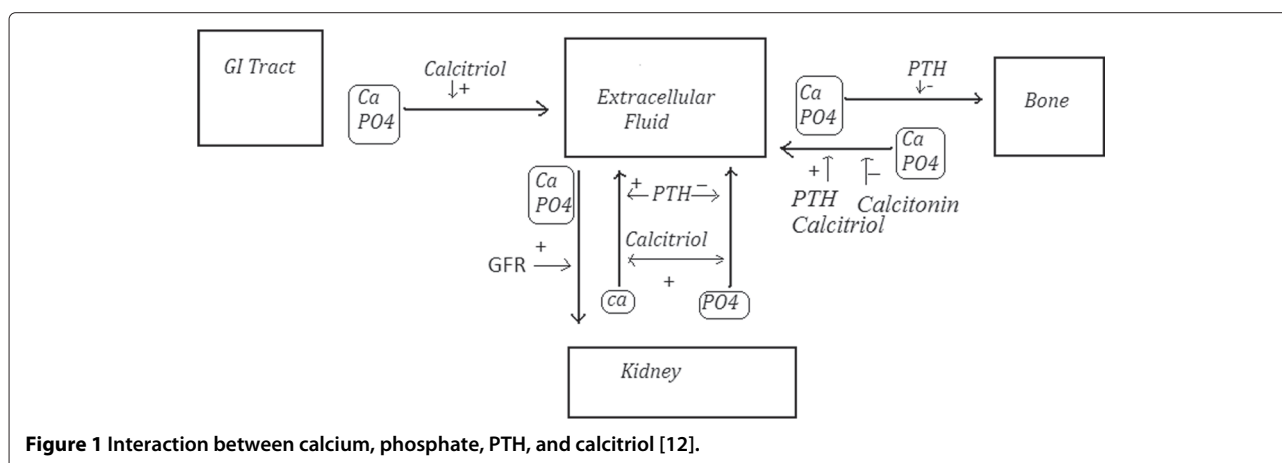 GI Tract
Ca
PO4
Calcitriol
↓+
Extracellular
Fluid
Ca
PO4
PTH
↓-
Bone
Ca
PO4
+
PTH
Calcitriol
-
Calcitonin
Ca
PO4
+
GFR
+ PTH -
Calcitriol
+
ca
PO4
Kidney
Figure 1 Interaction between calcium, phosphate, PTH, and calcitriol [12].